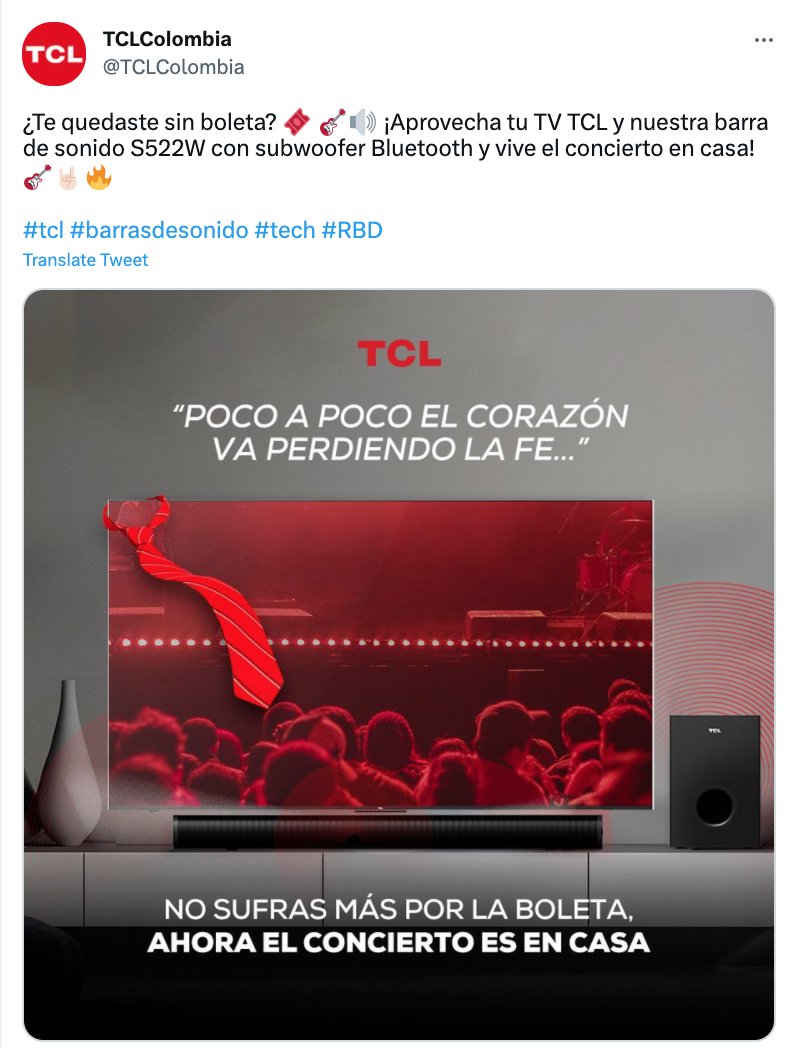 TCL
TCLColombia
@TCLColombia
¿Te quedaste sin boleta? 🎫 🎸🔊 ¡Aprovecha tu TV TCL y nuestra barra
de sonido S522W con subwoofer Bluetooth y vive el concierto en casa!
🎸🤘🏻🔥
#tcl #barrasdesonido #tech #RBD
Translate Tweet
TCL
“POCO A POCO EL CORAZÓN
VA PERDIENDO LA FE...”
TCL
NO SUFRAS MÁS POR LA BOLETA,
AHORA EL CONCIERTO ES EN CASA